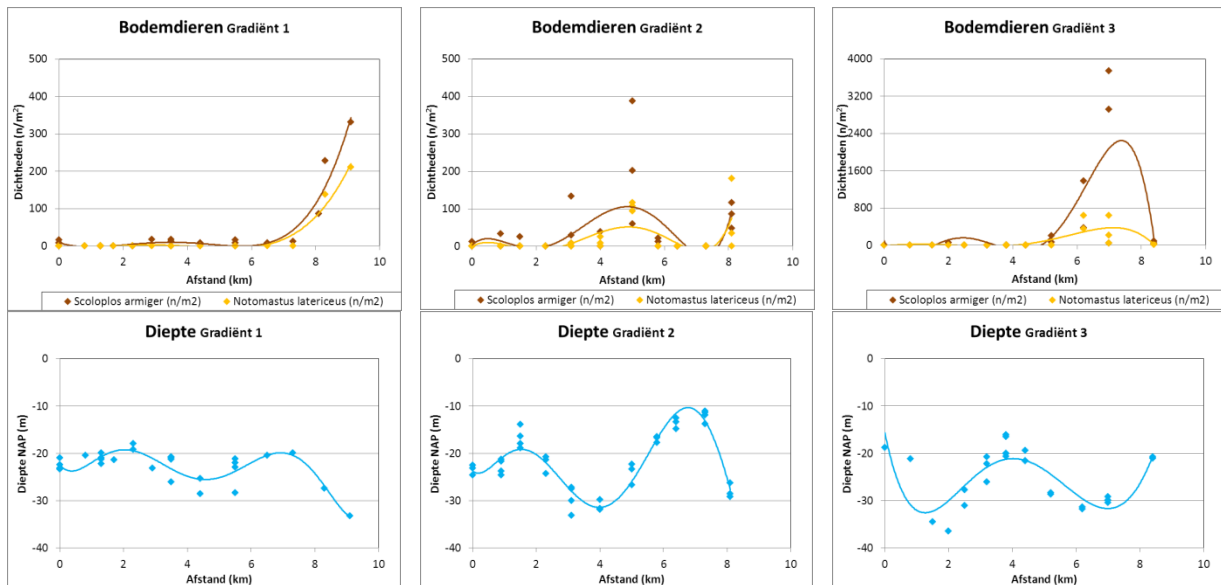 Bodemdieren Gradiënt 1
500
400
300
200
100
0
Dichtheden (n/m²)
0 2 4 6 8 10
Afstand (km)
Scoloplos armiger (n/m2) Notomastus latericeus (n/m2)
Bodemdieren Gradiënt 2
500
400
300
200
100
0
Dichtheden (n/m²)
0 2 4 6 8 10
Afstand (km)
Scoloplos armiger (n/m2) Notomastus latericeus (n/m2)
Bodemdieren Gradiënt 3
4000
3200
2400
1600
800
0
Dichtheden (n/m²)
0 2 4 6 8 10
Afstand (km)
Scoloplos armiger (n/m2) Notomastus latericeus (n/m2)
Diepte Gradiënt 1
0
-10
-20
-30
-40
Diepte NAP (m)
0 2 4 6 8 10
Afstand (km)
Diepte Gradiënt 2
0
-10
-20
-30
-40
Diepte NAP (m)
0 2 4 6 8 10
Afstand (km)
Diepte Gradiënt 3
0
-10
-20
-30
-40
Diepte NAP (m)
0 2 4 6 8 10
Afstand (km)